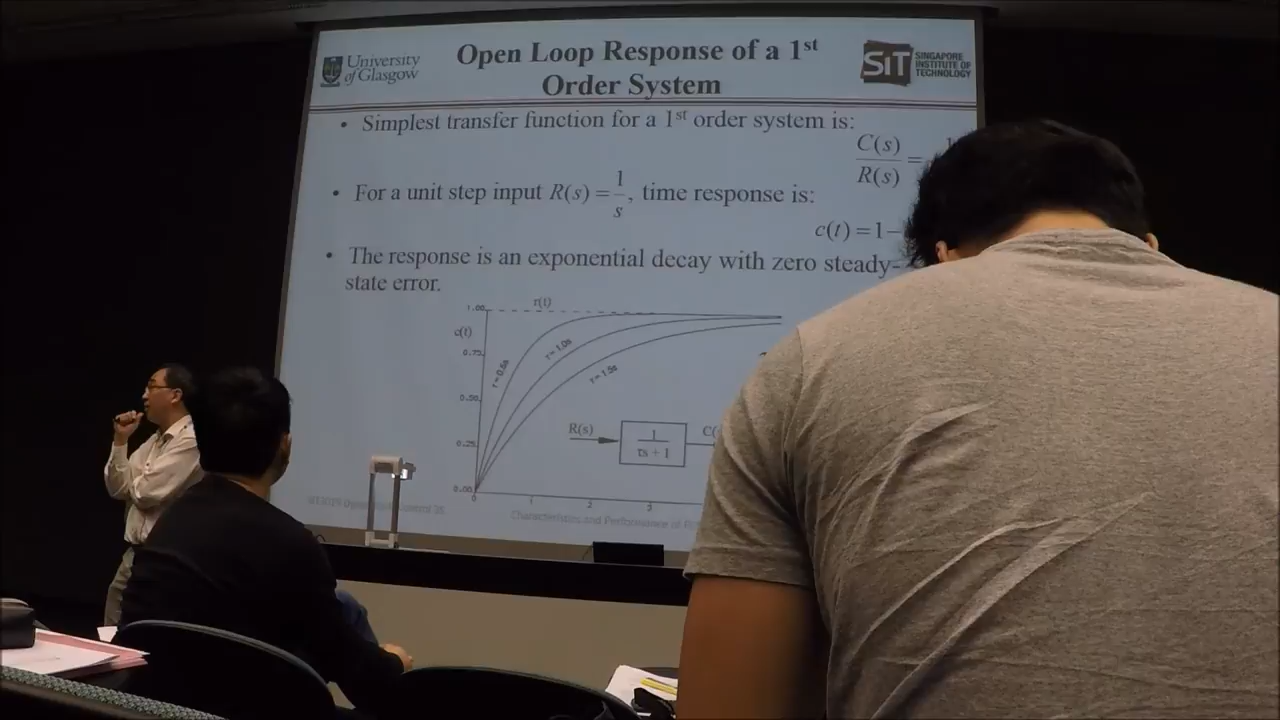 University
of Glasgow
Open Loop Response of a 1st
Order System
SiT SINGAPORE
INSTITUTE OF
TECHNOLOGY
• Simplest transfer function for a 1st order system is:
C(s)
R(s) =
• For a unit step input R(s) = 1/s, time response is:
c(t) = 1 −
• The response is an exponential decay with zero steady-
state error.
1.00
r(t)
c(t)
0.75
0.50
0.25
0.00
τ = 0.5s
τ = 1.0s
τ = 1.5s
R(s)
1
τs + 1
C(
0 1 2 3
Characteristics and Performance of